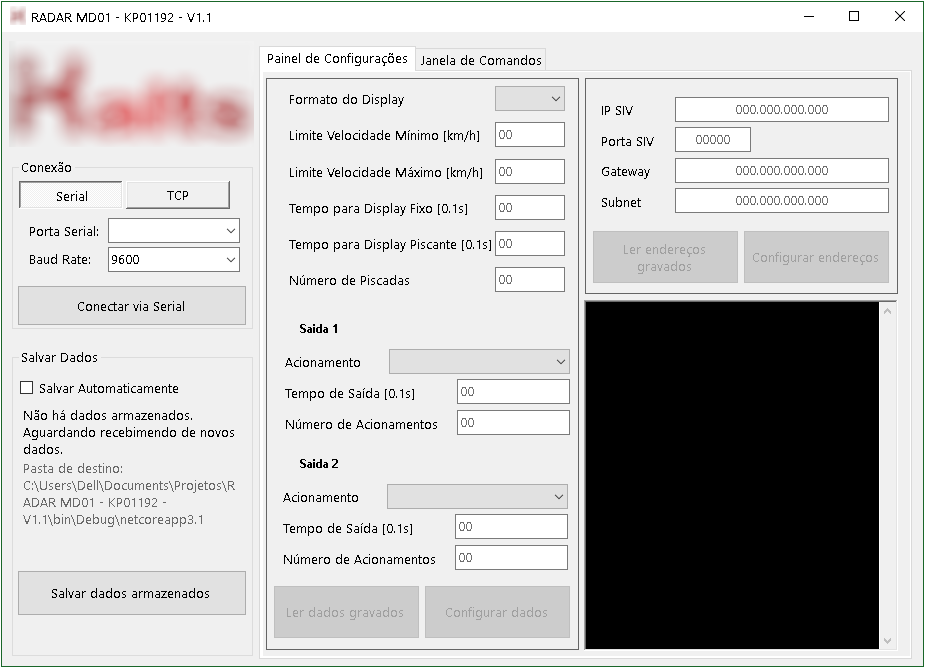 RADAR MD01 - KP01192 - V1.1
Conexão
Serial
TCP
Porta Serial:
Baud Rate: 9600
Conectar via Serial
Salvar Dados
Salvar Automaticamente
Não há dados armazenados.
Aguardando recebimendo de novos
dados.
Pasta de destino:
C:\Users\Dell\Documents\Projetos\R
ADAR MD01 - KP01192 -
V1.1\bin\Debug\netcoreapp3.1
Salvar dados armazenados
Painel de Configurações
Janela de Comandos
Formato do Display
Limite Velocidade Mínimo [km/h] 00
Limite Velocidade Máximo [km/h] 00
Tempo para Display Fixo [0.1s] 00
Tempo para Display Piscante [0.1s] 00
Número de Piscadas 00
Saida 1
Acionamento
Tempo de Saída [0.1s] 00
Número de Acionamentos 00
Saida 2
Acionamento
Tempo de Saída [0.1s] 00
Número de Acionamentos 00
Ler dados gravados
Configurar dados
IP SIV 000.000.000.000
Porta SIV 00000
Gateway 000.000.000.000
Subnet 000.000.000.000
Ler endereços
gravados
Configurar endereços